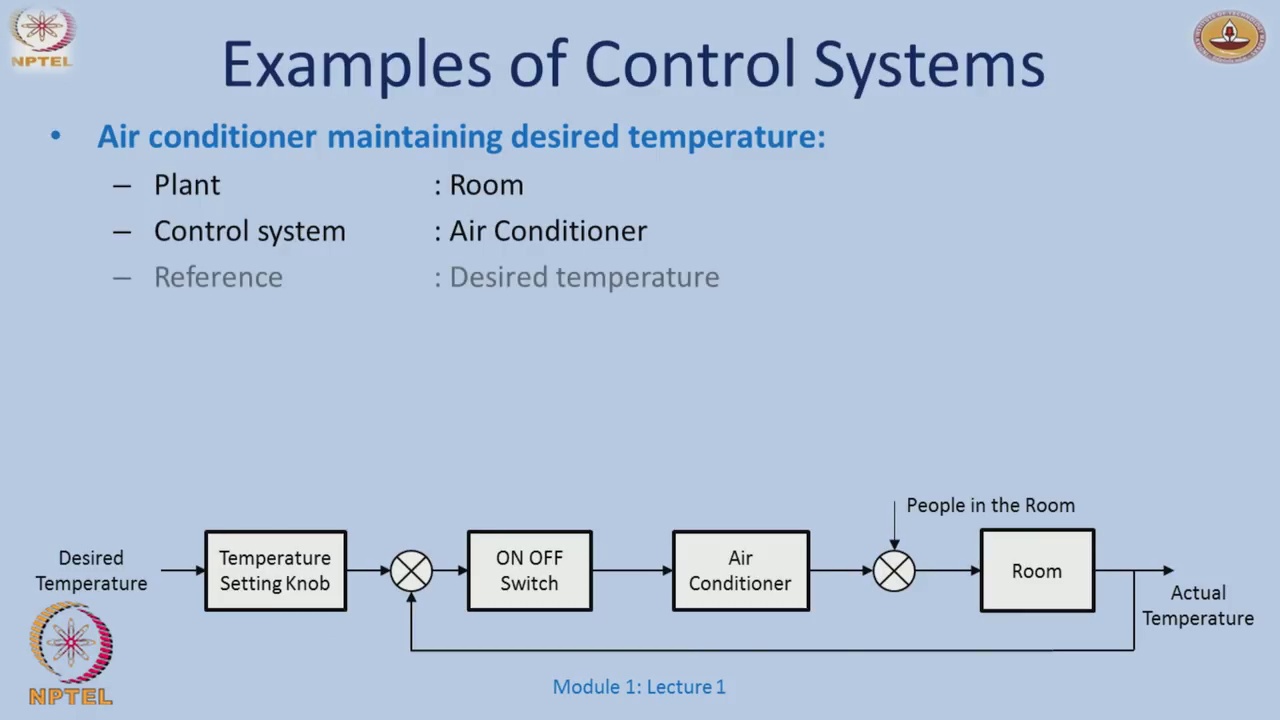 NPTEL
Examples of Control Systems
• Air conditioner maintaining desired temperature:
– Plant : Room
– Control system : Air Conditioner
– Reference : Desired temperature
People in the Room
Desired
Temperature
Temperature
Setting Knob
ON OFF
Switch
Air
Conditioner
Room
Actual
Temperature
NPTEL
Module 1: Lecture 1